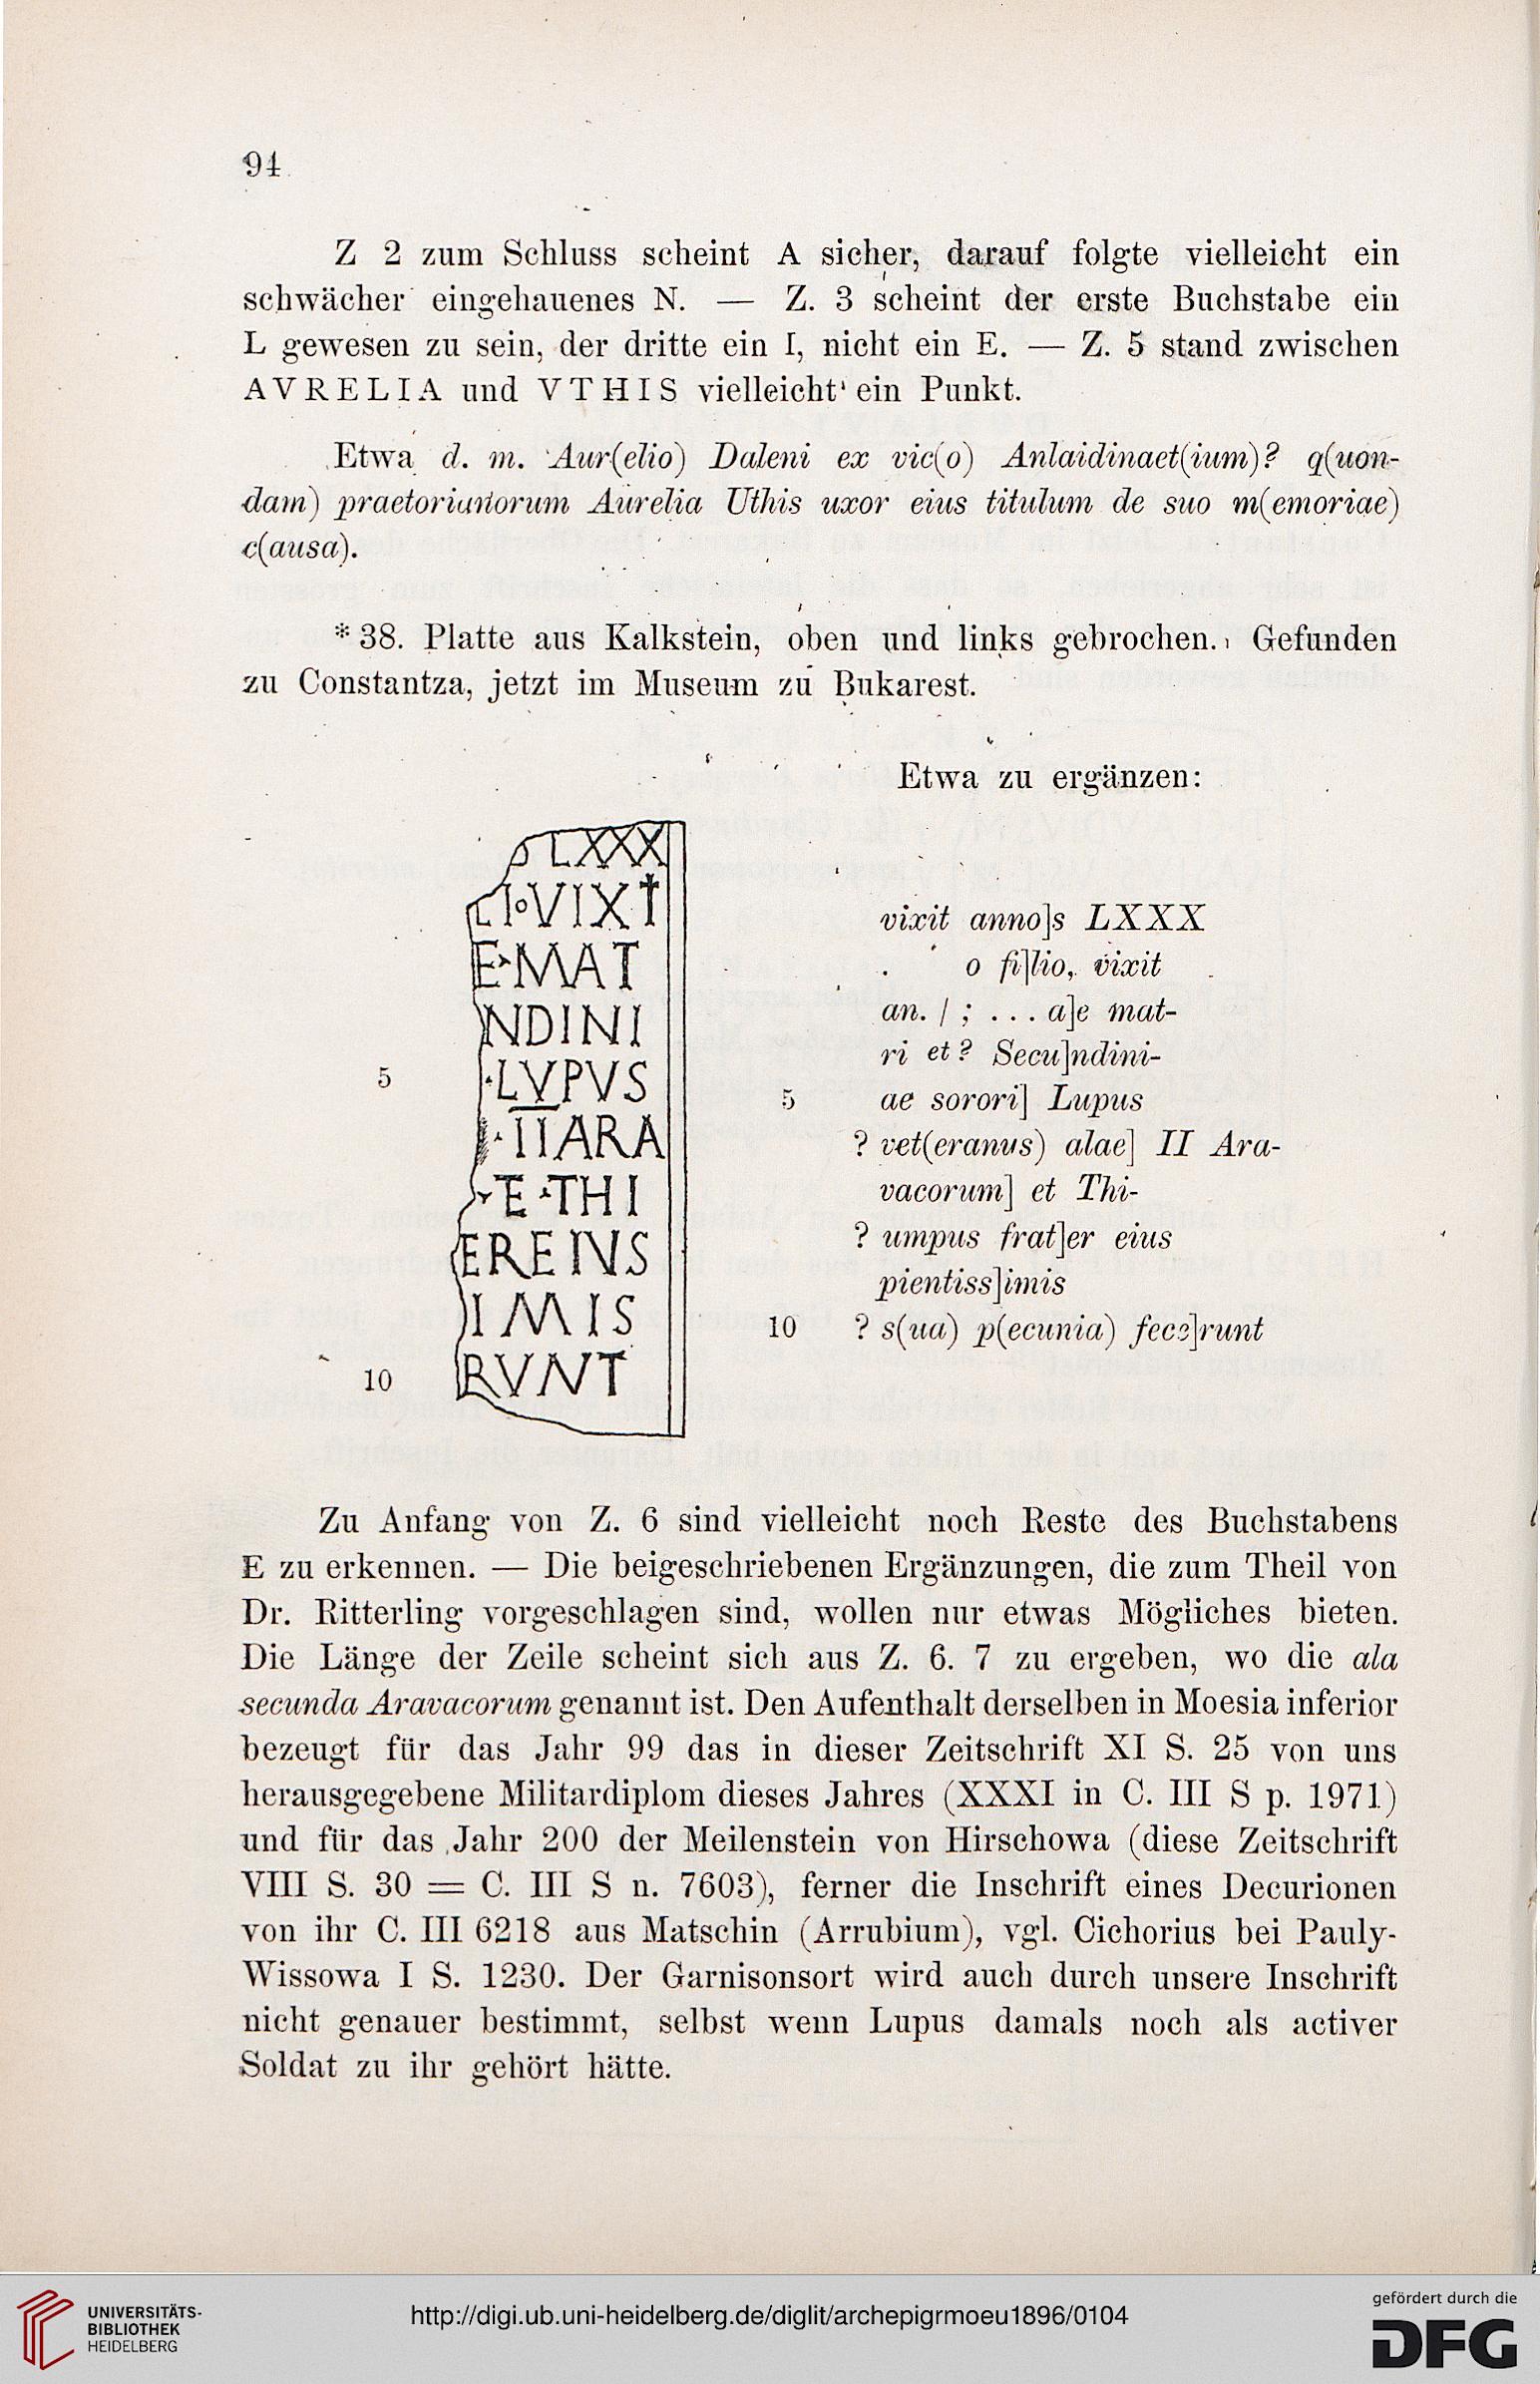 94
Z 2 zum Schluss scheint A sicher, darauf folgte vielleicht ein
schwächer eingehauenes N. — Z. 3 scheint der erste Buchstabe ein
L gewesen zu sein, der dritte ein I, nicht ein E. — Z. 5 stand zwischen
AVRELIA und VTHIS vielleicht ein Punkt.
Etwa d. m. Aur(elio) Daleni ex vic(o) Anlaidinaet(ium)? q(uon-
dam) praetorianorum Aurelia Uthis uxor eius titulum de suo m(emoriae)
c(ausa).
*38. Platte aus Kalkstein, oben und links gebrochen. Gefunden
zu Constantza, jetzt im Museum zu Bukarest.
Etwa zu ergänzen:
S LXXX
LI·VIXT
E·MAT
NDINI
5 ·LVPVS
·IIARA
·E·THI
EREIVS
IMIS
10 RVNT
vixit anno]s LXXX
o fi]lio, vixit
an. / ; ... a]e mat-
ri et? Secu]ndini-
5 ae sorori] Lupus
? vet(eranus) alae] II Ara-
vacorum] et Thi-
? umpus frat]er eius
pientiss]imis
10 ? s(ua) p(ecunia) fece]runt
Zu Anfang von Z. 6 sind vielleicht noch Reste des Buchstabens
E zu erkennen. — Die beigeschriebenen Ergänzungen, die zum Theil von
Dr. Ritterling vorgeschlagen sind, wollen nur etwas Mögliches bieten.
Die Länge der Zeile scheint sich aus Z. 6. 7 zu ergeben, wo die ala
secunda Aravacorum genannt ist. Den Aufenthalt derselben in Moesia inferior
bezeugt für das Jahr 99 das in dieser Zeitschrift XI S. 25 von uns
herausgegebene Militardiplom dieses Jahres (XXXI in C. III S p. 1971)
und für das Jahr 200 der Meilenstein von Hirschowa (diese Zeitschrift
VIII S. 30 = C. III S n. 7603), ferner die Inschrift eines Decurionen
von ihr C. III 6218 aus Matschin (Arrubium), vgl. Cichorius bei Pauly-
Wissowa I S. 1230. Der Garnisonsort wird auch durch unsere Inschrift
nicht genauer bestimmt, selbst wenn Lupus damals noch als activer
Soldat zu ihr gehört hätte.
UNIVERSITÄTS-
BIBLIOTHEK
HEIDELBERG
http://digi.ub.uni-heidelberg.de/diglit/archepigrmoeu1896/0104
gefördert durch die
DFG